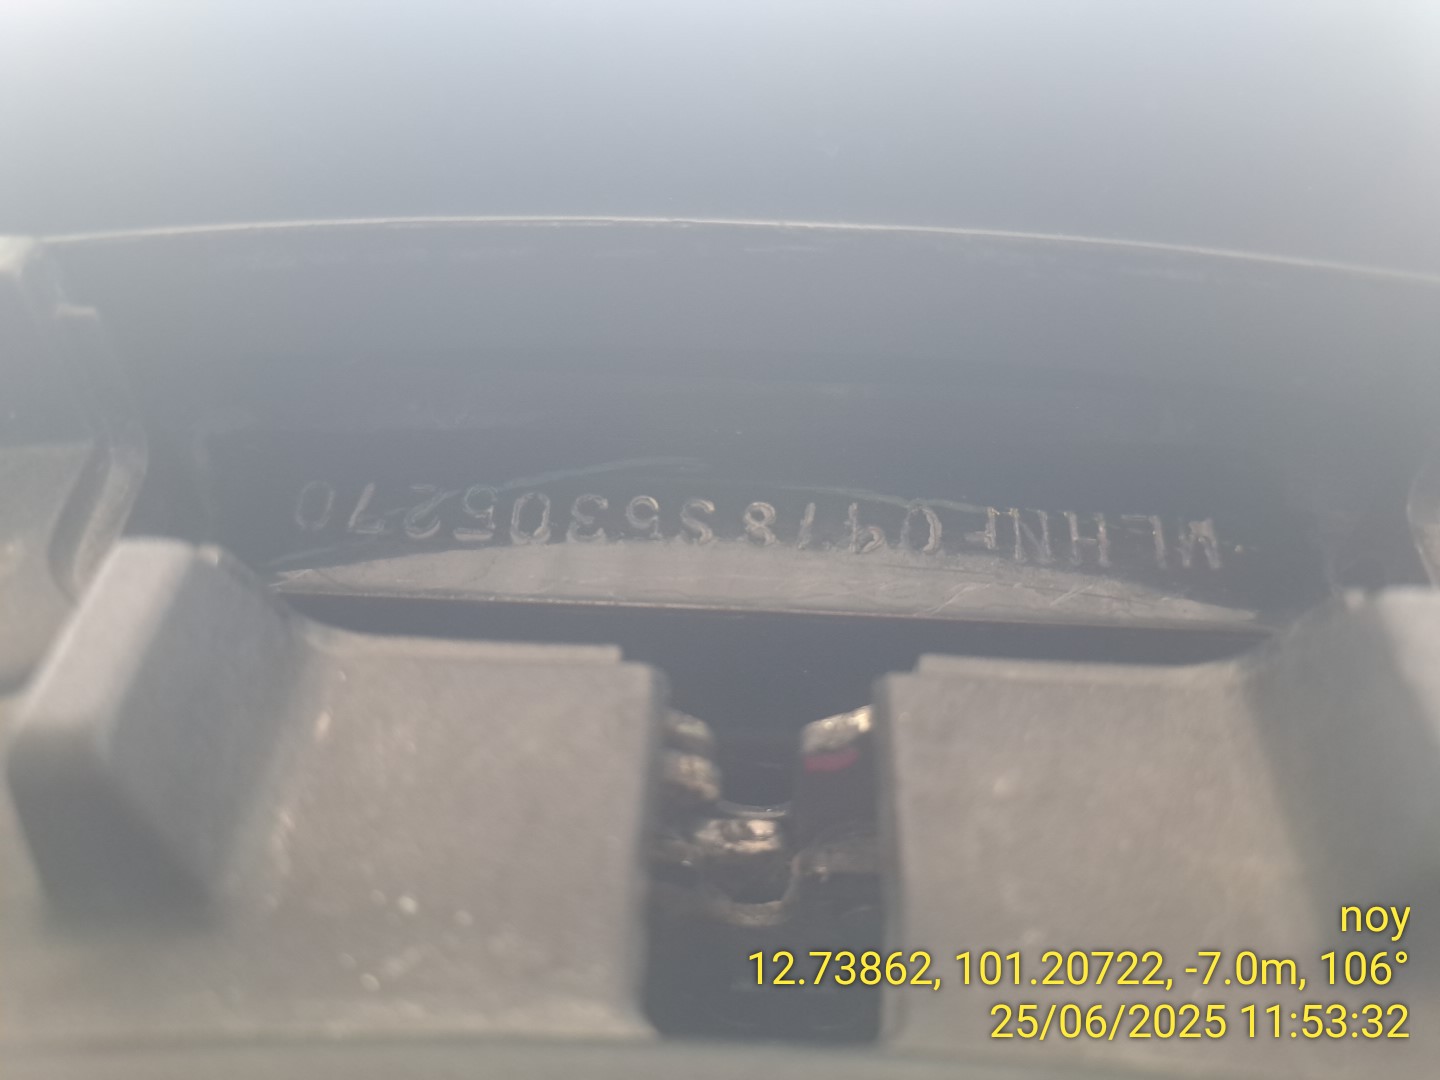 MLHNF0418S5305270
noy
12.73862, 101.20722, -7.0m, 106°
25/06/2025 11:53:32